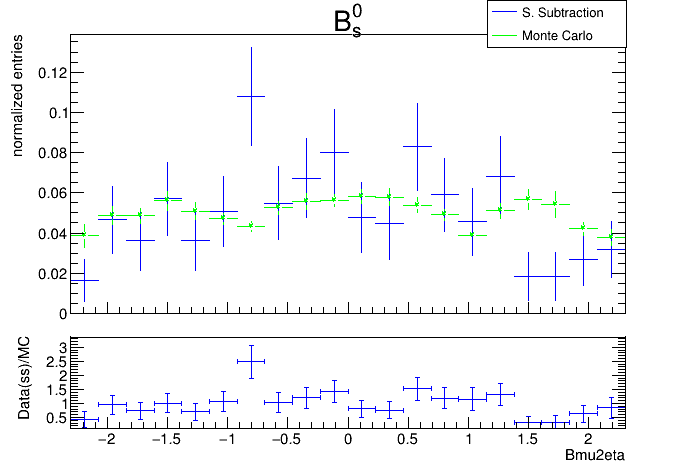 B_s^0
S. Subtraction
Monte Carlo
normalized entries
0.12
0.1
0.08
0.06
0.04
0.02
0
Data(ss)/MC
3
2.5
2
1.5
1
0.5
−2 −1.5 −1 −0.5 0 0.5 1 1.5 2
Bmu2eta